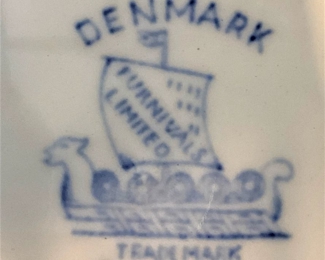 DENMARK
FURNIVALS
LIMITED
TRADE MARK